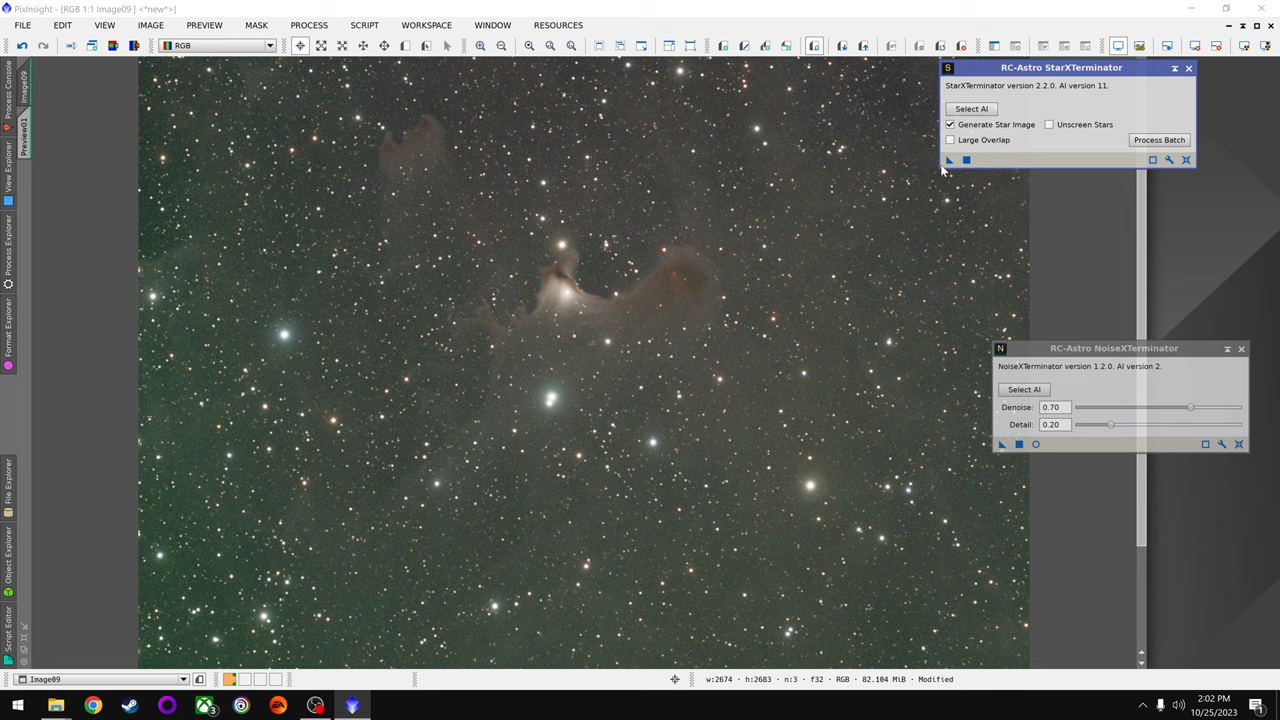 PixInsight - [RGB 1:1 Image09 | <*new*>]
FILE EDIT VIEW IMAGE PREVIEW MASK PROCESS SCRIPT WORKSPACE WINDOW RESOURCES
RGB
Process Console
View Explorer
Process Explorer
Format Explorer
File Explorer
Object Explorer
Script Editor
Image09
Preview01
S RC-Astro StarXTerminator
StarXTerminator version 2.2.0. AI version 11.
Select AI
Generate Star Image Unscreen Stars
Large Overlap Process Batch
N RC-Astro NoiseXTerminator
NoiseXTerminator version 1.2.0. AI version 2.
Select AI
Denoise: 0.70
Detail: 0.20
Image09 w:2674 · h:2683 · n:3 · f32 · RGB · 82.104 MiB · Modified
2:02 PM
10/25/2023